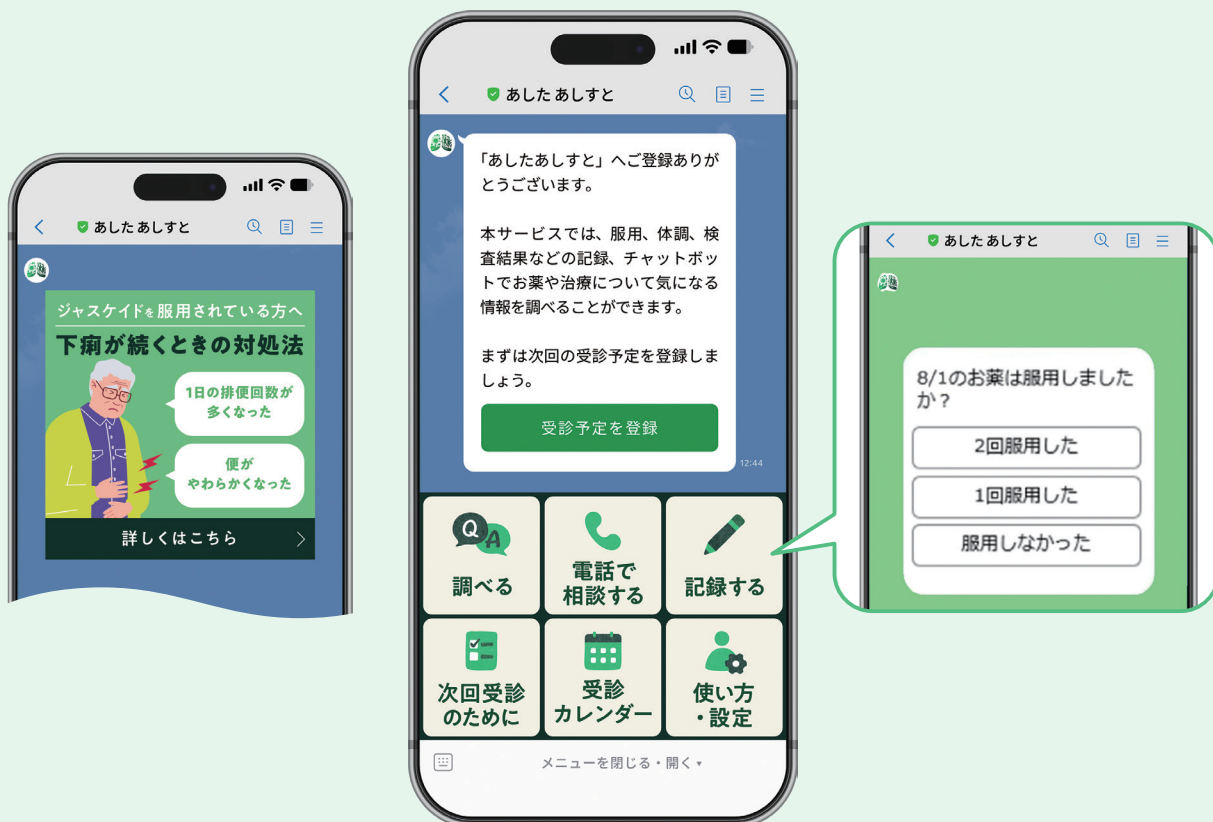 あした あしすと
ジャスケイドを服用されている方へ
下痢が続くときの対処法
1日の排便回数が
多くなった
便が
やわらかくなった
詳しくはこちら
あした あしすと
「あしたあしすと」へご登録ありが
とうございます。
本サービスでは、服用、体調、検
査結果などの記録、チャットボッ
トでお薬や治療について気になる
情報を調べることができます。
まずは次回の受診予定を登録しま
しょう。
受診予定を登録
12:44
Q A
調べる
電話で
相談する
記録する
次回受診
のために
受診
カレンダー
使い方
・設定
メニューを閉じる・開く▾
あした あしすと
8/1のお薬は服用しました
か？
2回服用した
1回服用した
服用しなかった